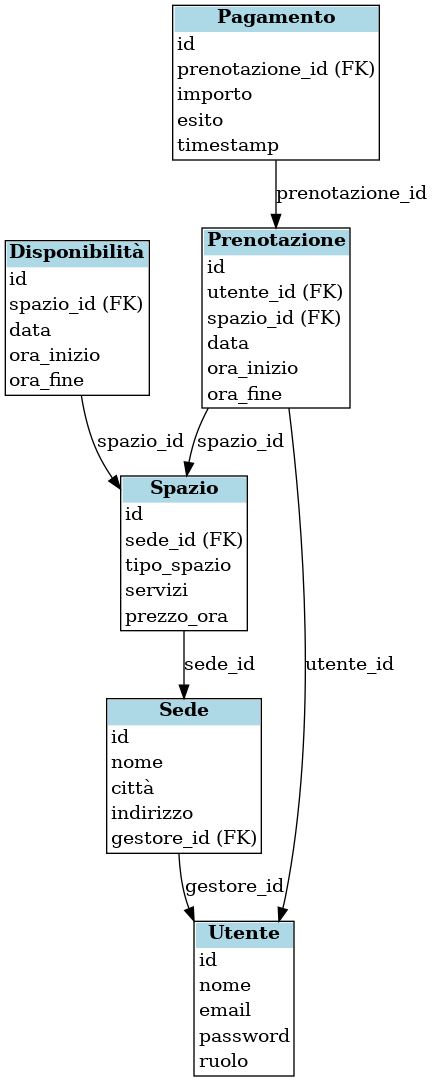 Pagamento
id
prenotazione_id (FK)
importo
esito
timestamp
prenotazione_id
Prenotazione
id
utente_id (FK)
spazio_id (FK)
data
ora_inizio
ora_fine
Disponibilità
id
spazio_id (FK)
data
ora_inizio
ora_fine
spazio_id
spazio_id
Spazio
id
sede_id (FK)
tipo_spazio
servizi
prezzo_ora
sede_id
utente_id
Sede
id
nome
città
indirizzo
gestore_id (FK)
gestore_id
Utente
id
nome
email
password
ruolo